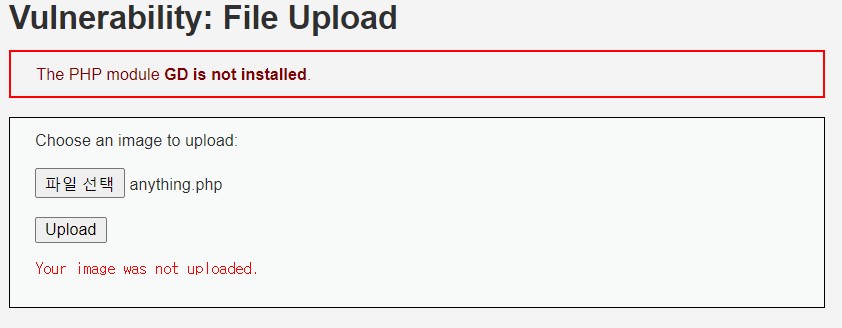 Vulnerability: File Upload
The PHP module GD is not installed.
Choose an image to upload:
파일 선택 anything.php
Upload
Your image was not uploaded.